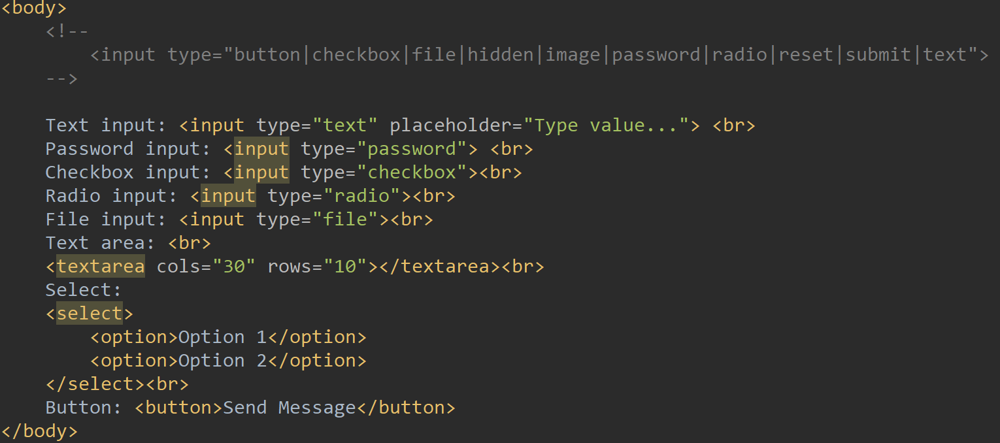 <body>
<!--
<input type="button|checkbox|file|hidden|image|password|radio|reset|submit|text">
-->
Text input: <input type="text" placeholder="Type value..."> <br>
Password input: <input type="password"> <br>
Checkbox input: <input type="checkbox"><br>
Radio input: <input type="radio"><br>
File input: <input type="file"><br>
Text area: <br>
<textarea cols="30" rows="10"></textarea><br>
Select:
<select>
<option>Option 1</option>
<option>Option 2</option>
</select><br>
Button: <button>Send Message</button>
</body>